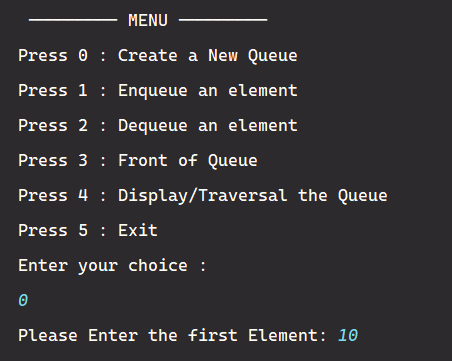 ───────── MENU ─────────
Press 0 : Create a New Queue
Press 1 : Enqueue an element
Press 2 : Dequeue an element
Press 3 : Front of Queue
Press 4 : Display/Traversal the Queue
Press 5 : Exit
Enter your choice :
0
Please Enter the first Element: 10